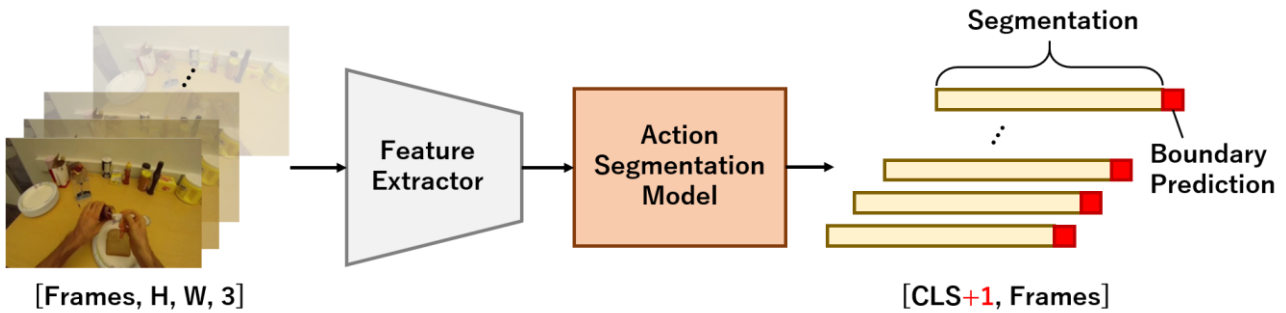 Segmentation
Feature
Extractor
Action
Segmentation
Model
Boundary
Prediction
[Frames, H, W, 3]
[CLS+1, Frames]